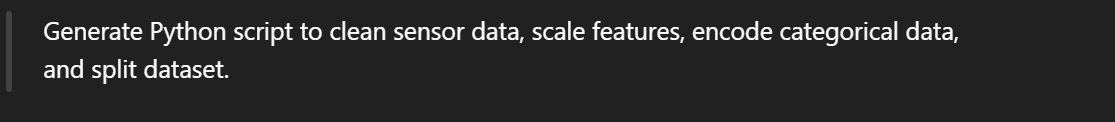 Generate Python script to clean sensor data, scale features, encode categorical data,
and split dataset.